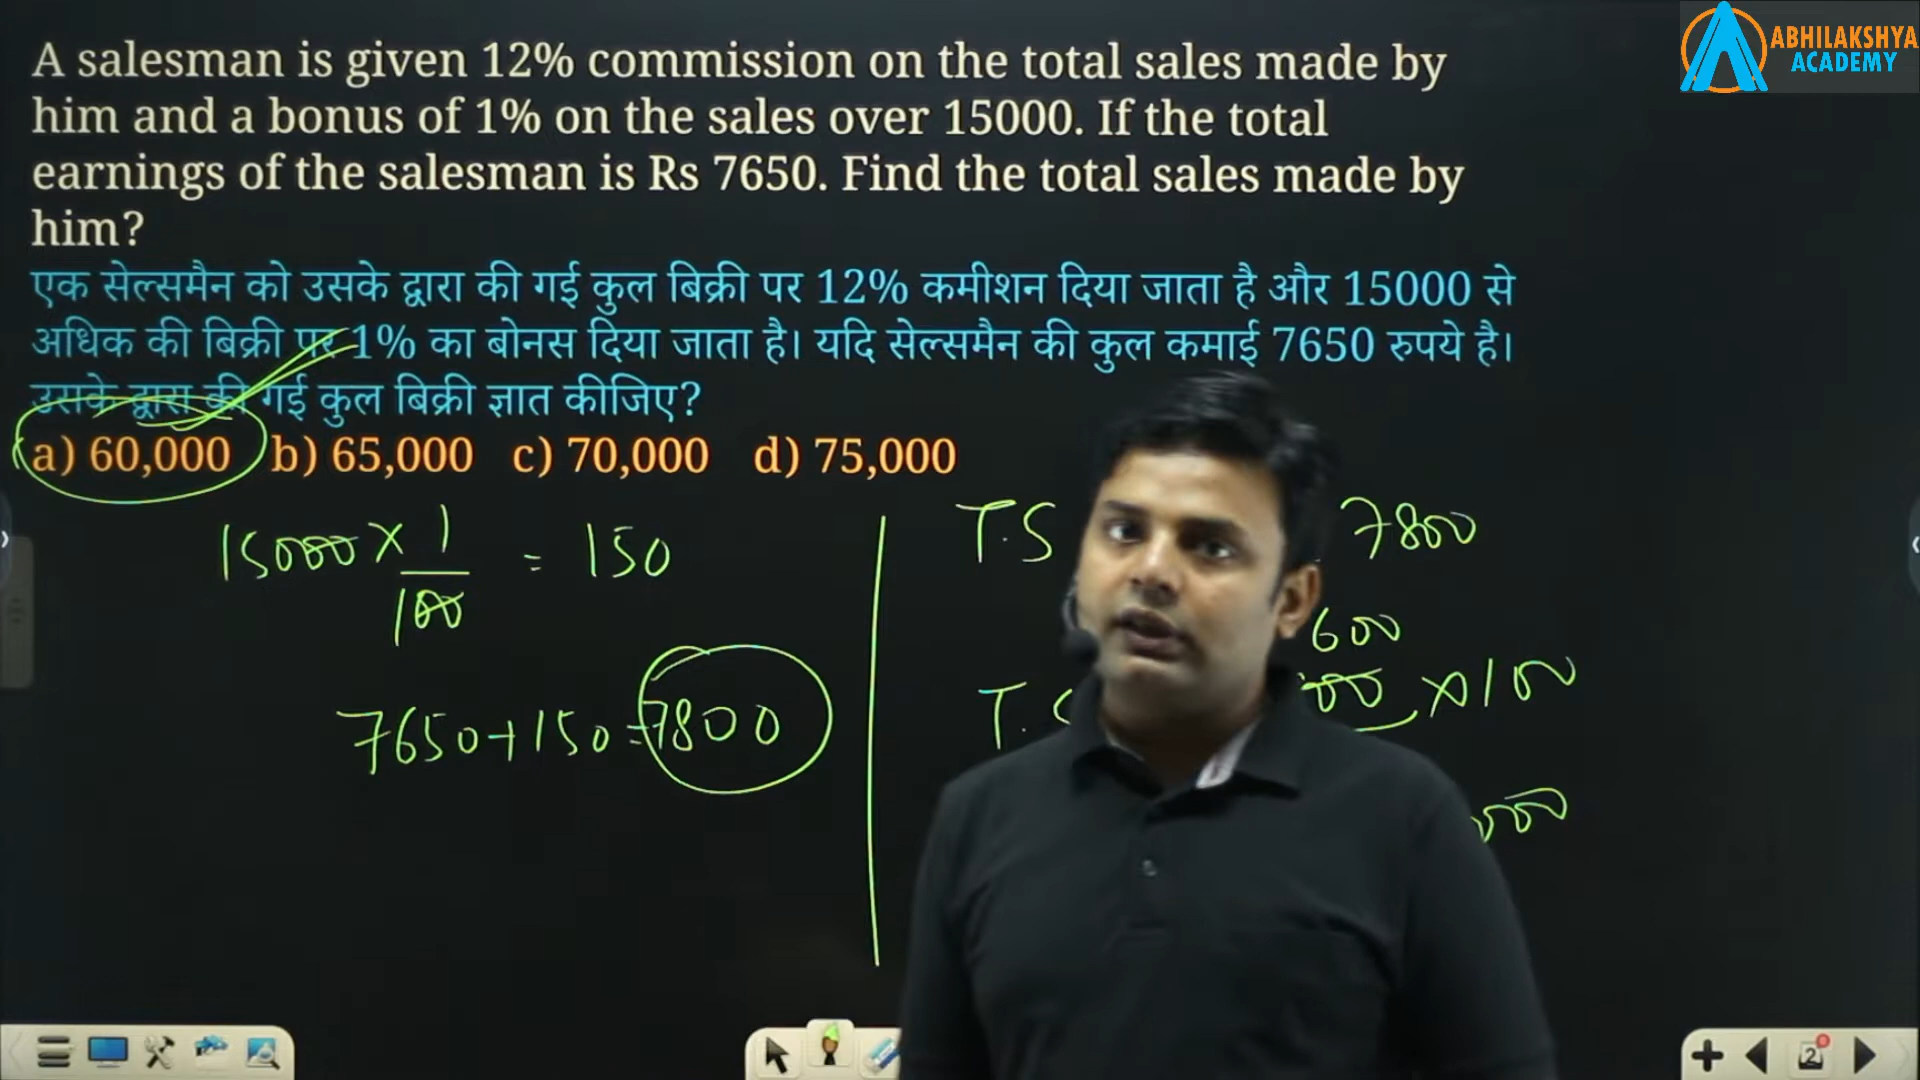 ABHILAKSHYA
ACADEMY
A salesman is given 12% commission on the total sales made by
him and a bonus of 1% on the sales over 15000. If the total
earnings of the salesman is Rs 7650. Find the total sales made by
him?
एक सेल्समैन को उसके द्वारा की गई कुल बिक्री पर 12% कमीशन दिया जाता है और 15000 से
अधिक की बिक्री पर 1% का बोनस दिया जाता है। यदि सेल्समैन की कुल कमाई 7650 रुपये है।
उसके द्वारा की गई कुल बिक्री ज्ञात कीजिए?
a) 60,000 b) 65,000 c) 70,000 d) 75,000
15000 × 1/100 = 150
7650+150=7800
T.S 7800
600
T. ×100
000
2